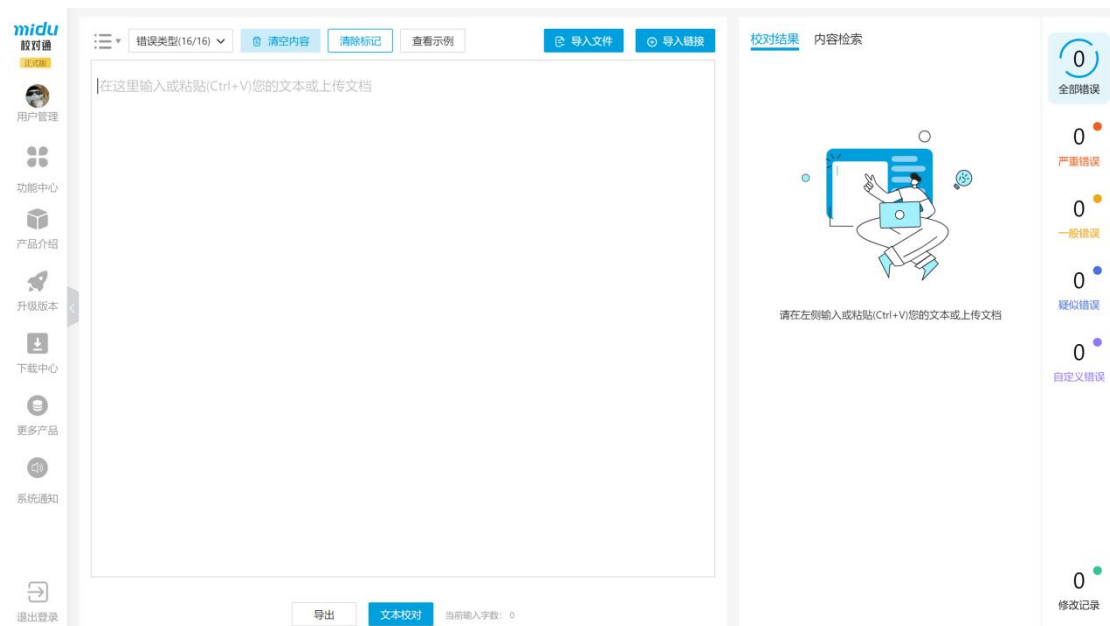 midu
校对通
正式版
用户管理
功能中心
产品介绍
升级版本
下载中心
更多产品
系统通知
退出登录
错误类型(16/16)
清空内容
清除标记
查看示例
导入文件
导入链接
在这里输入或粘贴(Ctrl+V)您的文本或上传文档
导出
文本校对
当前输入字数: 0
校对结果
内容检索
请在左侧输入或粘贴(Ctrl+V)您的文本或上传文档
0
全部错误
0
严重错误
0
一般错误
0
疑似错误
0
自定义错误
0
修改记录